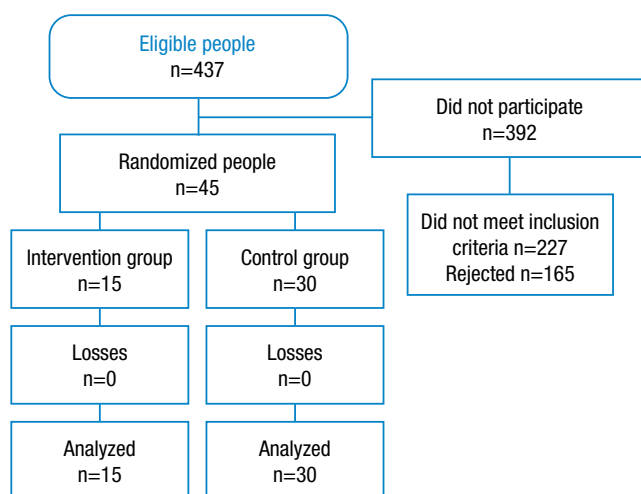 Eligible people
n=437
Did not participate
n=392
Randomized people
n=45
Did not meet inclusion
criteria n=227
Rejected n=165
Intervention group
n=15
Control group
n=30
Losses
n=0
Losses
n=0
Analyzed
n=15
Analyzed
n=30